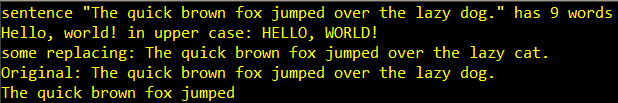 sentence "The quick brown fox jumped over the lazy dog." has 9 words
Hello, world! in upper case: HELLO, WORLD!
some replacing: The quick brown fox jumped over the lazy cat.
Original: The quick brown fox jumped over the lazy dog.
The quick brown fox jumped